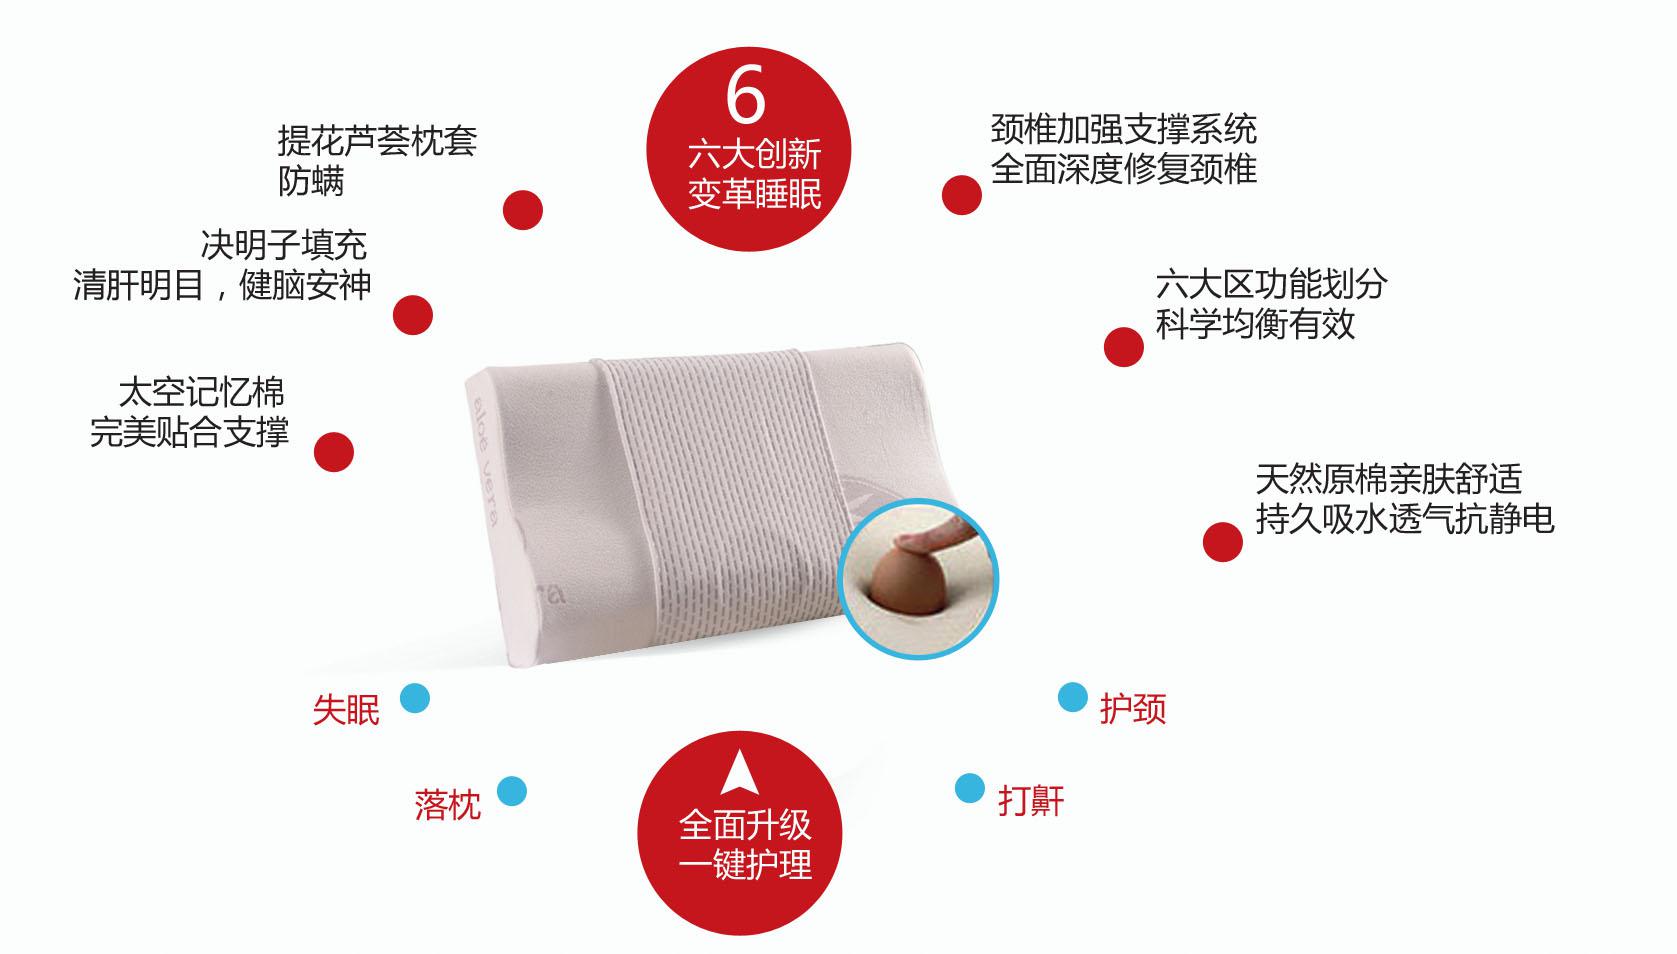 6
六大创新
变革睡眠
提花芦荟枕套
防螨
决明子填充
清肝明目，健脑安神
太空记忆棉
完美贴合支撑
颈椎加强支撑系统
全面深度修复颈椎
六大区功能划分
科学均衡有效
天然原棉亲肤舒适
持久吸水透气抗静电
aloe vera
ra
失眠
落枕
护颈
打鼾
全面升级
一键护理